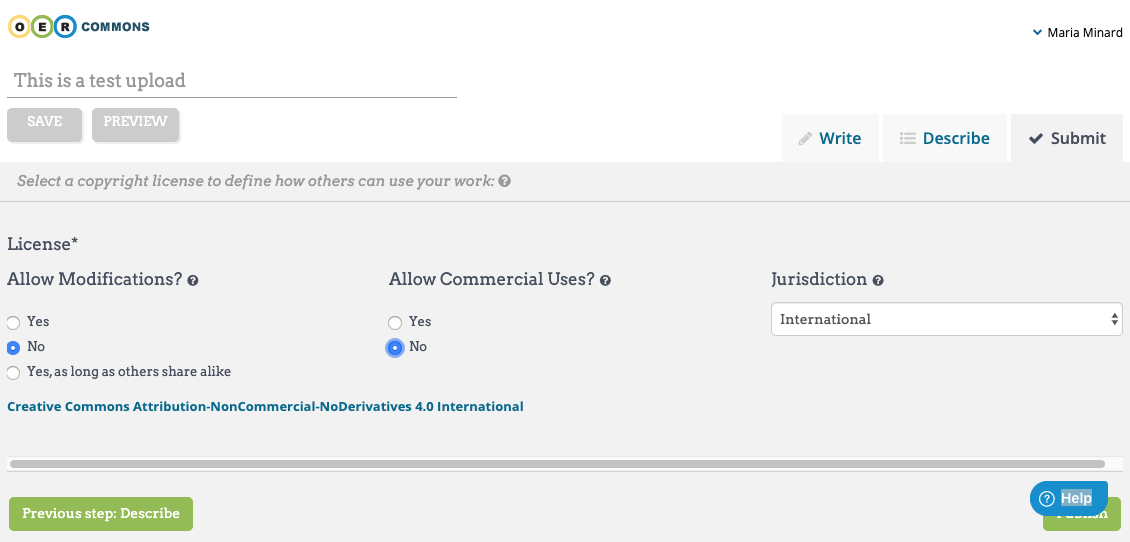 OER COMMONS
Maria Minard
This is a test upload
SAVE PREVIEW
Write Describe Submit
Select a copyright license to define how others can use your work:
License*
Allow Modifications? Allow Commercial Uses? Jurisdiction
Yes Yes International
No No
Yes, as long as others share alike
Creative Commons Attribution-NonCommercial-NoDerivatives 4.0 International
Help
Previous step: Describe Publish